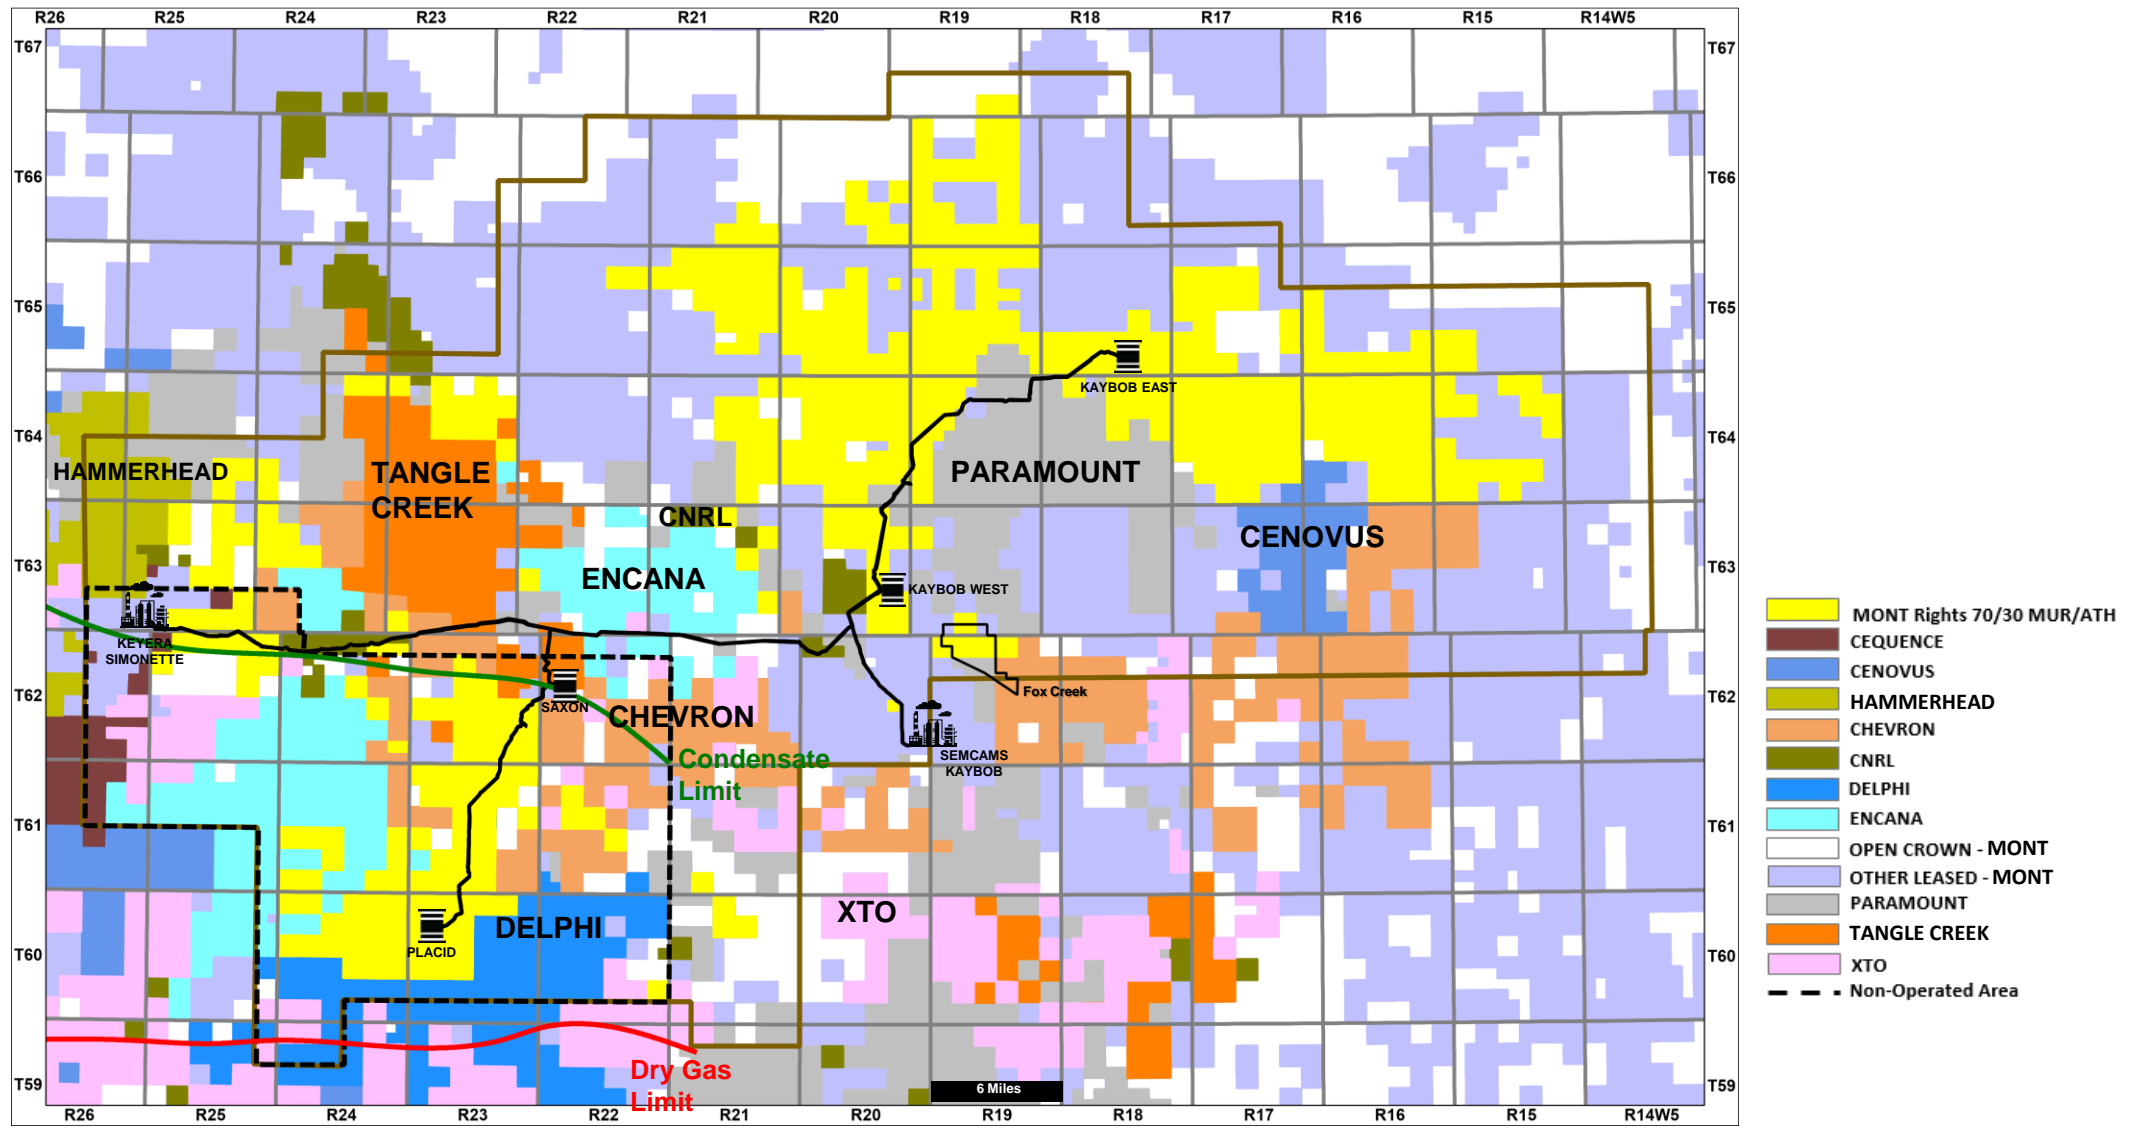 R26 R25 R24 R23 R22 R21 R20 R19 R18 R17 R16 R15 R14W5
T67 T67
T66 T66
T65 T65
KAYBOB EAST
T64 T64
HAMMERHEAD TANGLE CREEK PARAMOUNT
CNRL CENOVUS
T63 T63
ENCANA KAYBOB WEST
KEYERA
SIMONETTE
T62 T62
Fox Creek
SAXON
CHEVRON
Condensate
Limit
SEMCAMS
KAYBOB
T61 T61
XTO
DELPHI
PLACID
T60 T60
Dry Gas
Limit
T59 T59
6 Miles
R26 R25 R24 R23 R22 R21 R20 R19 R18 R17 R16 R15 R14W5
MONT Rights 70/30 MUR/ATH
CEQUENCE
CENOVUS
HAMMERHEAD
CHEVRON
CNRL
DELPHI
ENCANA
OPEN CROWN - MONT
OTHER LEASED - MONT
PARAMOUNT
TANGLE CREEK
XTO
Non-Operated Area